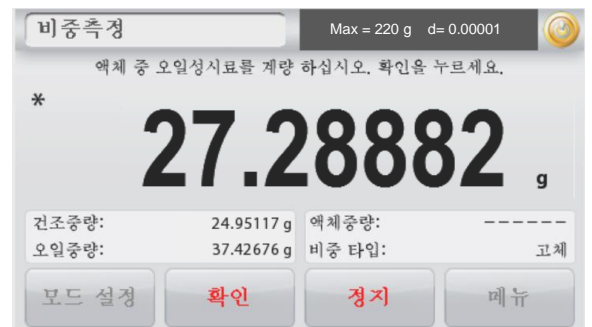 비중측정
Max = 220 g d= 0.00001
액체 중 오일성시료를 계량 하십시오. 확인을 누르세요.
*
27.28882 g
건조중량: 24.95117 g 액체중량: ------
오일중량: 37.42676 g 비중 타입: 고체
모드 설정 확인 정지 메뉴